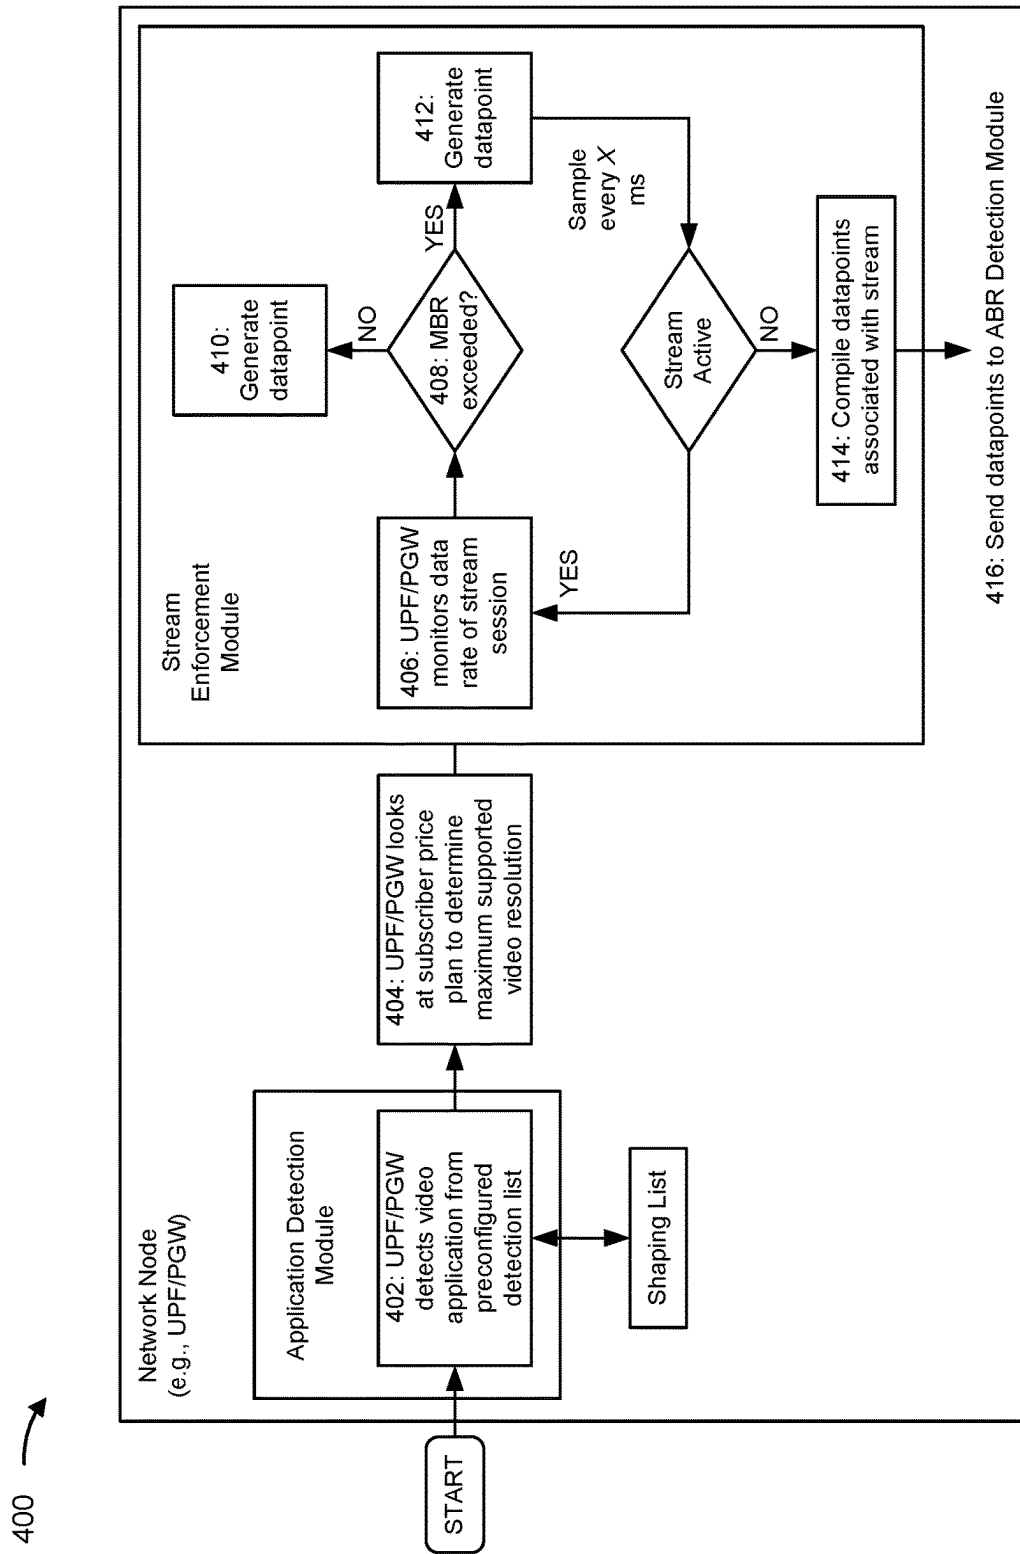 400
Network Node
(e.g., UPF/PGW)
START
Application Detection
Module
402: UPF/PGW
detects video
application from
preconfigured
detection list
Shaping List
404: UPF/PGW looks
at subscriber price
plan to determine
maximum supported
video resolution
Stream
Enforcement
Module
406: UPF/PGW
monitors data
rate of stream
session
408: MBR
exceeded?
NO
410:
Generate
datapoint
YES
412:
Generate
datapoint
Sample
every X
ms
Stream
Active
YES
NO
414: Compile datapoints
associated with stream
416: Send datapoints to ABR Detection Module